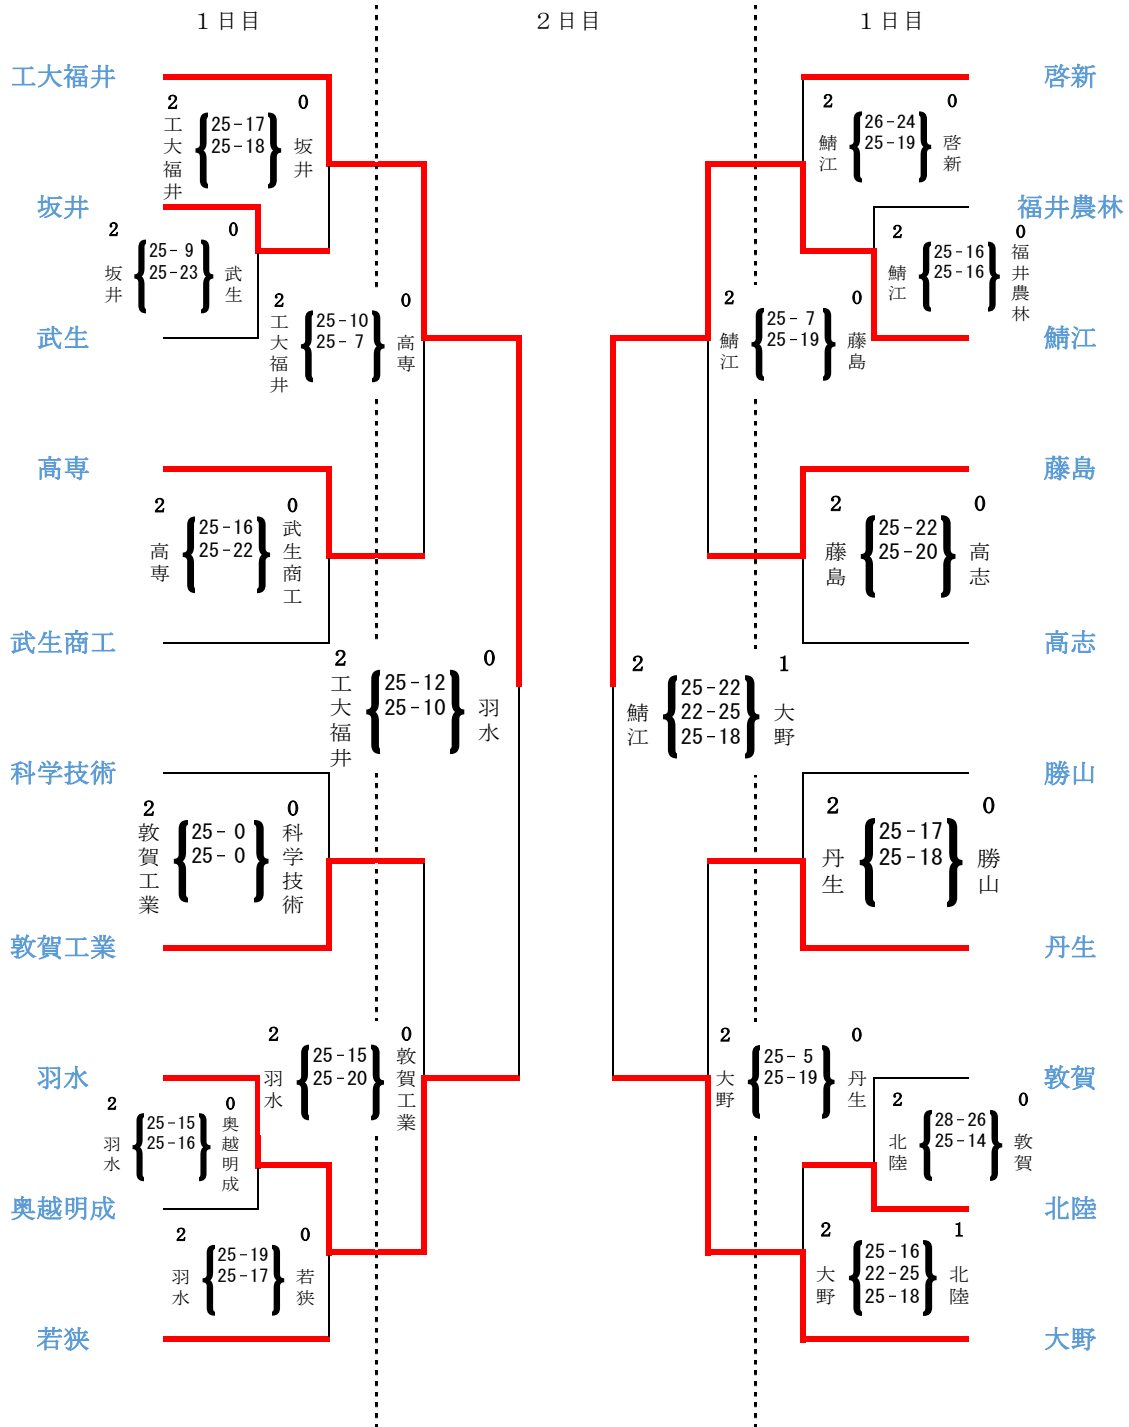 １日目
２日目
１日目
工大福井
2
0
工大福井
25－17
25－18
坂井
坂井
2
0
坂井
25－ 9
25－23
武生
武生
2
0
工大福井
25－10
25－ 7
高専
高専
2
0
高専
25－16
25－22
武生商工
武生商工
2
0
工大福井
25－12
25－10
羽水
科学技術
2
0
敦賀工業
25－ 0
25－ 0
科学技術
敦賀工業
2
0
羽水
25－15
25－20
敦賀工業
羽水
2
0
羽水
25－15
25－16
奥越明成
奥越明成
2
0
羽水
25－19
25－17
若狭
若狭
啓新
2
0
鯖江
26－24
25－19
啓新
福井農林
2
0
鯖江
25－16
25－16
福井農林
鯖江
2
0
鯖江
25－ 7
25－19
藤島
藤島
2
0
藤島
25－22
25－20
高志
高志
2
1
鯖江
25－22
22－25
25－18
大野
勝山
2
0
丹生
25－17
25－18
勝山
丹生
2
0
大野
25－ 5
25－19
丹生
敦賀
2
0
北陸
28－26
25－14
敦賀
北陸
2
1
大野
25－16
22－25
25－18
北陸
大野